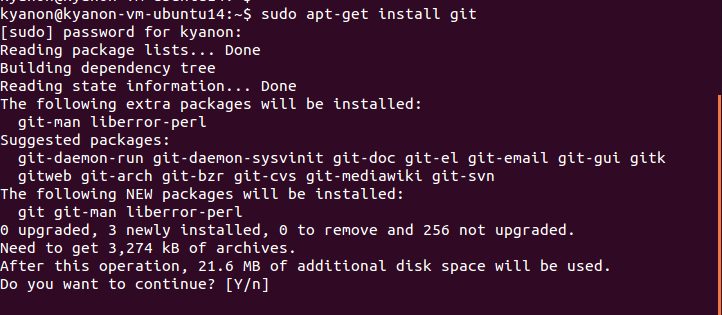 kyanon@kyanon-vm-ubuntu14:~$ sudo apt-get install git
[sudo] password for kyanon:
Reading package lists... Done
Building dependency tree
Reading state information... Done
The following extra packages will be installed:
  git-man liberror-perl
Suggested packages:
  git-daemon-run git-daemon-sysvinit git-doc git-el git-email git-gui gitk
  gitweb git-arch git-bzr git-cvs git-mediawiki git-svn
The following NEW packages will be installed:
  git git-man liberror-perl
0 upgraded, 3 newly installed, 0 to remove and 256 not upgraded.
Need to get 3,274 kB of archives.
After this operation, 21.6 MB of additional disk space will be used.
Do you want to continue? [Y/n]